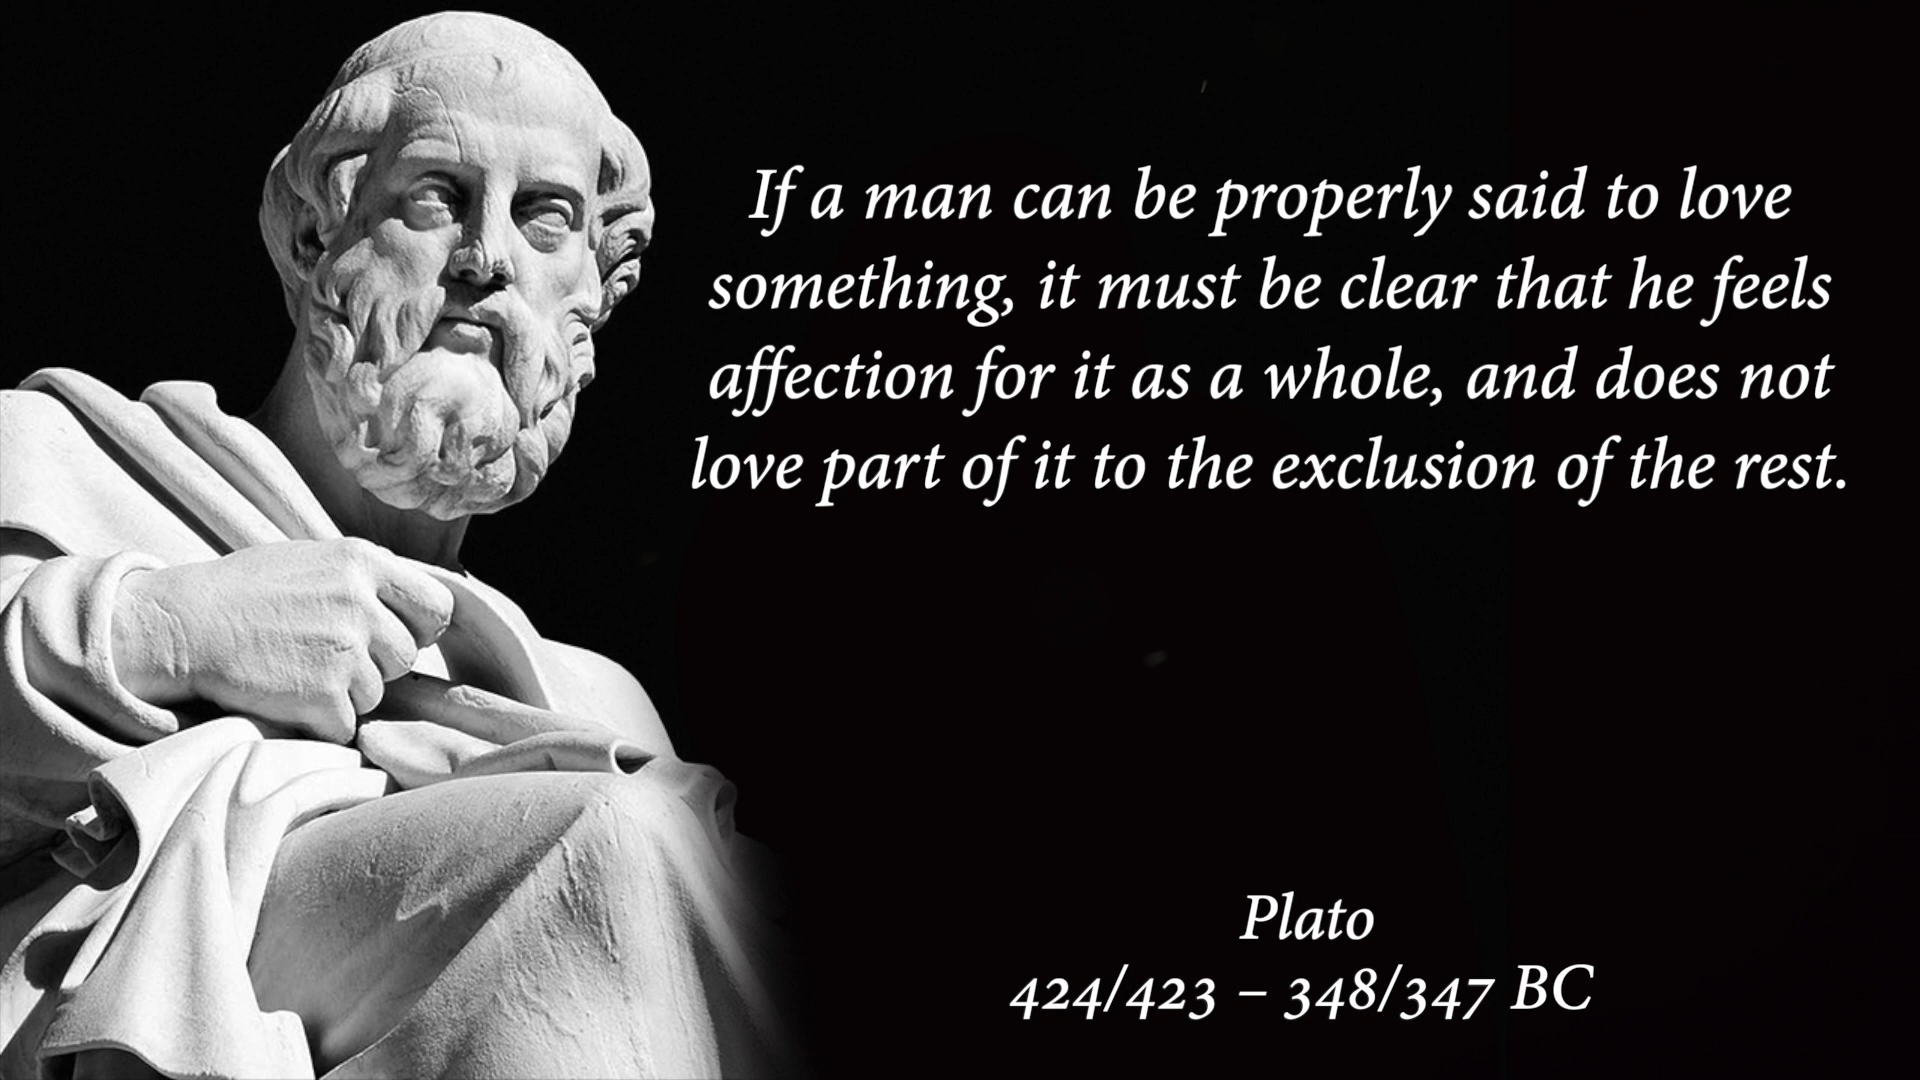 If a man can be properly said to love
something, it must be clear that he feels
affection for it as a whole, and does not
love part of it to the exclusion of the rest.
Plato
424/423 – 348/347 BC